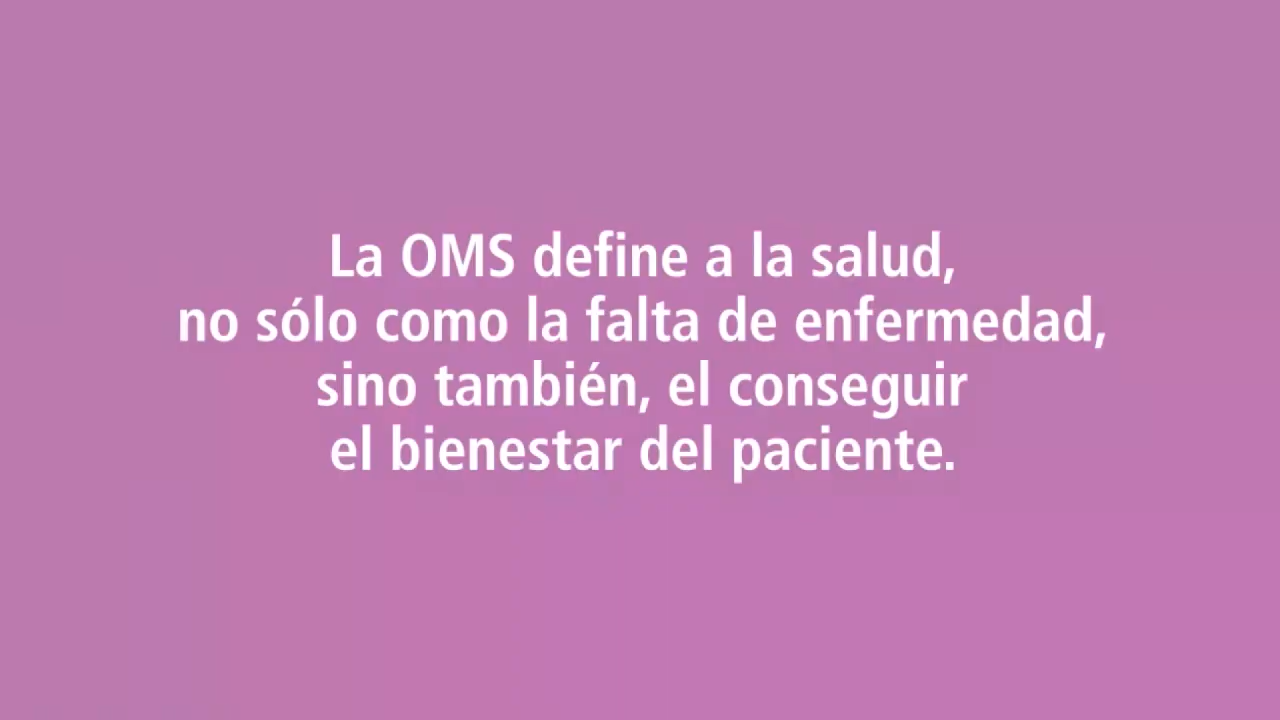 La OMS define a la salud,
no sólo como la falta de enfermedad,
sino también, el conseguir
el bienestar del paciente.